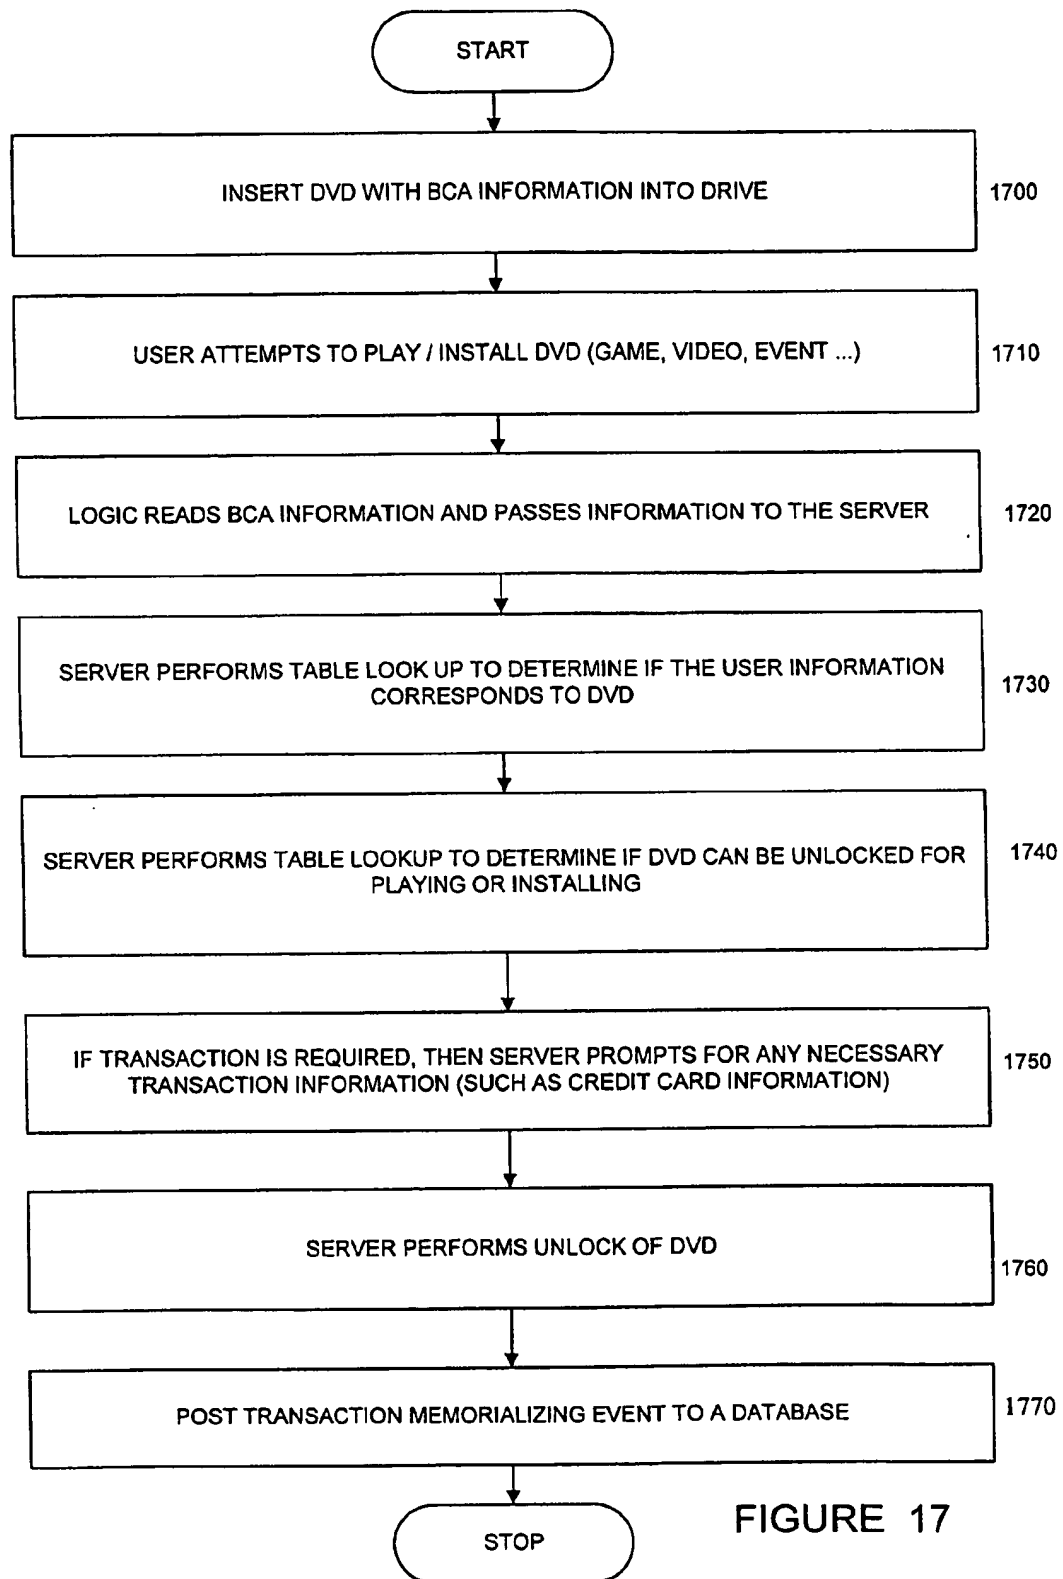 START
INSERT DVD WITH BCA INFORMATION INTO DRIVE
1700
USER ATTEMPTS TO PLAY / INSTALL DVD (GAME, VIDEO, EVENT ...)
1710
LOGIC READS BCA INFORMATION AND PASSES INFORMATION TO THE SERVER
1720
SERVER PERFORMS TABLE LOOK UP TO DETERMINE IF THE USER INFORMATION
CORRESPONDS TO DVD
1730
SERVER PERFORMS TABLE LOOKUP TO DETERMINE IF DVD CAN BE UNLOCKED FOR
PLAYING OR INSTALLING
1740
IF TRANSACTION IS REQUIRED, THEN SERVER PROMPTS FOR ANY NECESSARY
TRANSACTION INFORMATION (SUCH AS CREDIT CARD INFORMATION)
1750
SERVER PERFORMS UNLOCK OF DVD
1760
POST TRANSACTION MEMORIALIZING EVENT TO A DATABASE
1770
STOP
FIGURE 17